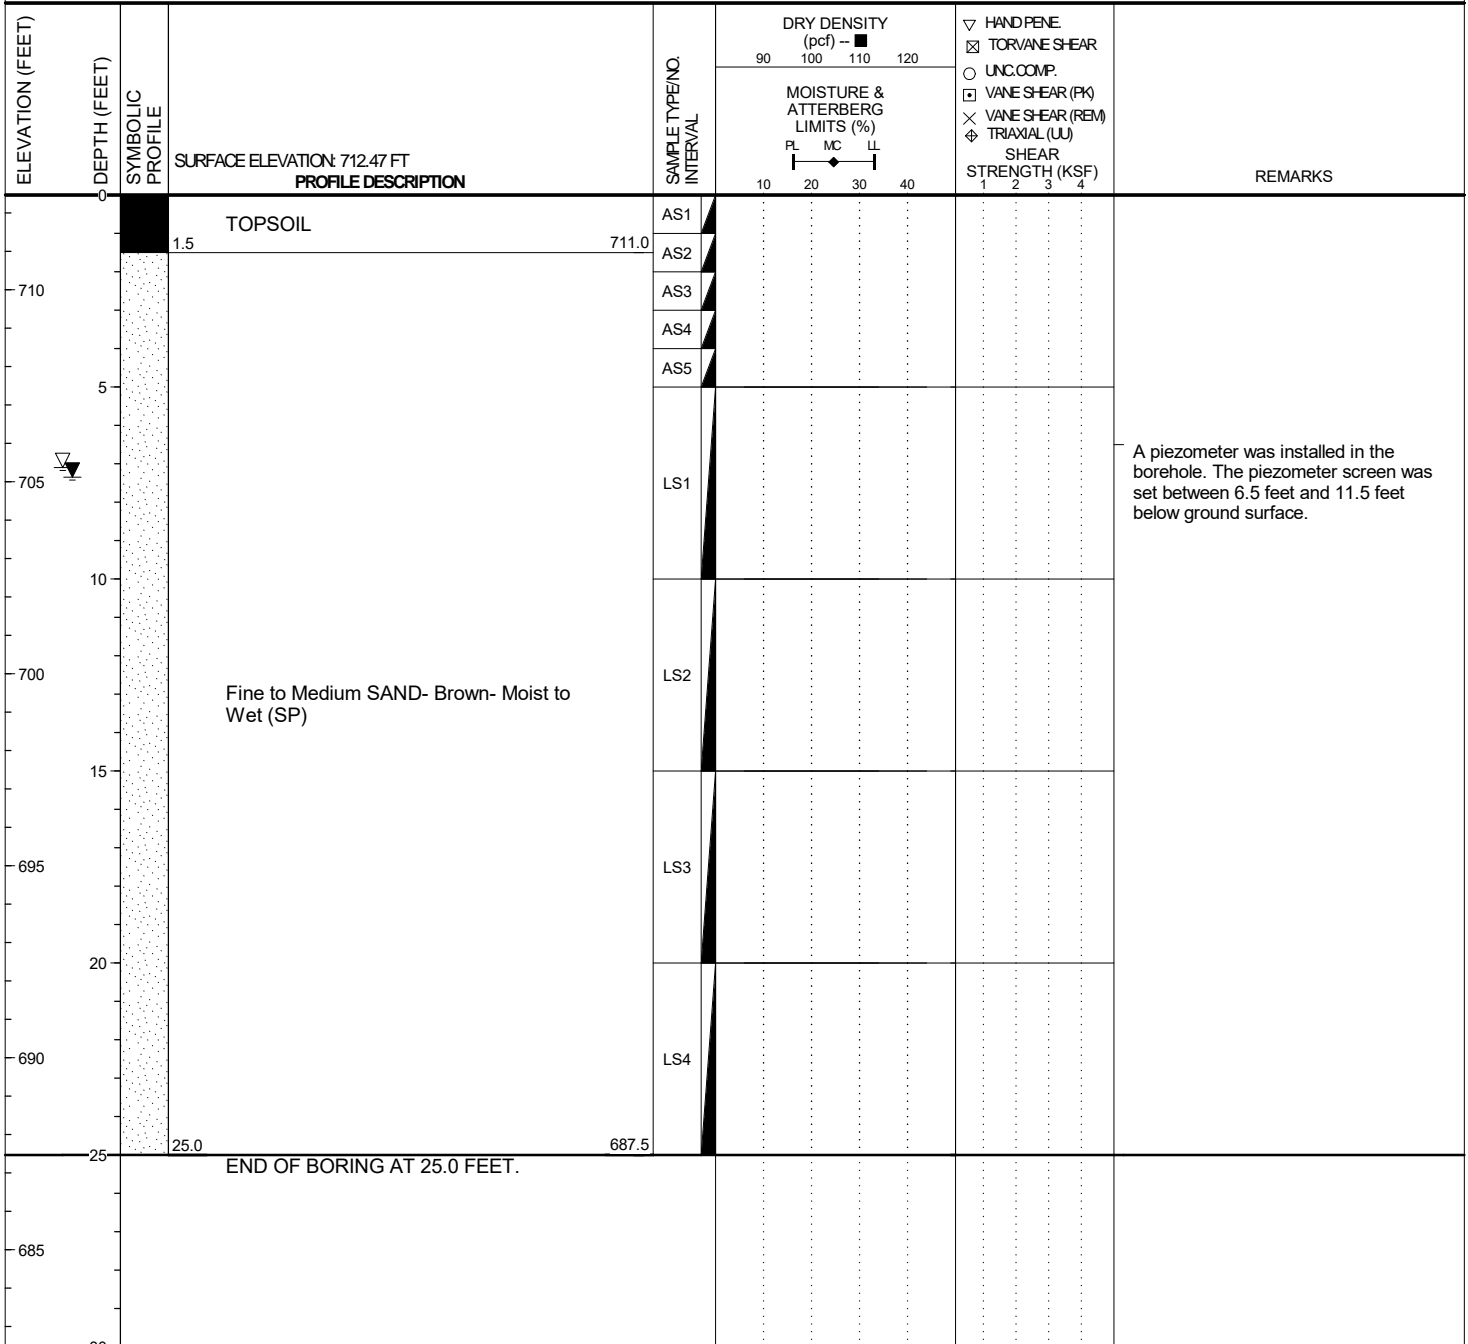 ELEVATION (FEET)
DEPTH (FEET)
SYMBOLIC
PROFILE
SURFACE ELEVATION: 712.47 FT
PROFILE DESCRIPTION
SAMPLE TYPE/NO.
INTERVAL
DRY DENSITY
(pcf) --
90 100 110 120
MOISTURE &
ATTERBERG
LIMITS (%)
PL MC LL
10 20 30 40
HAND PENE.
TORVANE SHEAR
UNC.COMP.
VANE SHEAR (PK)
VANE SHEAR (REM)
TRIAXIAL (UU)
SHEAR
STRENGTH (KSF)
1 2 3 4
REMARKS
0
TOPSOIL
AS1
1.5 711.0
AS2
710
AS3
AS4
AS5
5
A piezometer was installed in the
borehole. The piezometer screen was
set between 6.5 feet and 11.5 feet
below ground surface.
705
LS1
10
700
LS2
Fine to Medium SAND- Brown- Moist to
Wet (SP)
15
695
LS3
20
690
LS4
25.0 687.5
25
END OF BORING AT 25.0 FEET.
685